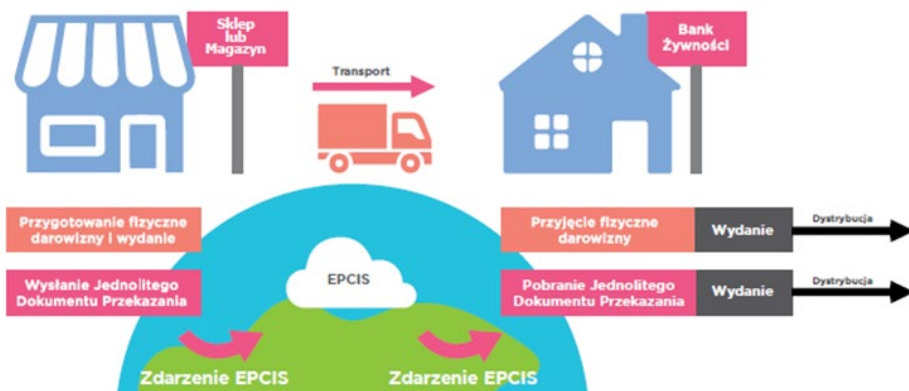 Sklep
lub
Magazyn
Transport
Bank
Żywności
Przygotowanie fizyczne
darowizny i wydanie
Przyjęcie fizyczne
darowizny
Wydanie
Dystrybucja
Wysłanie Jednolitego
Dokumentu Przekazania
EPCIS
Pobranie Jednolitego
Dokumentu Przekazania
Wydanie
Dystrybucja
Zdarzenie EPCIS
Zdarzenie EPCIS